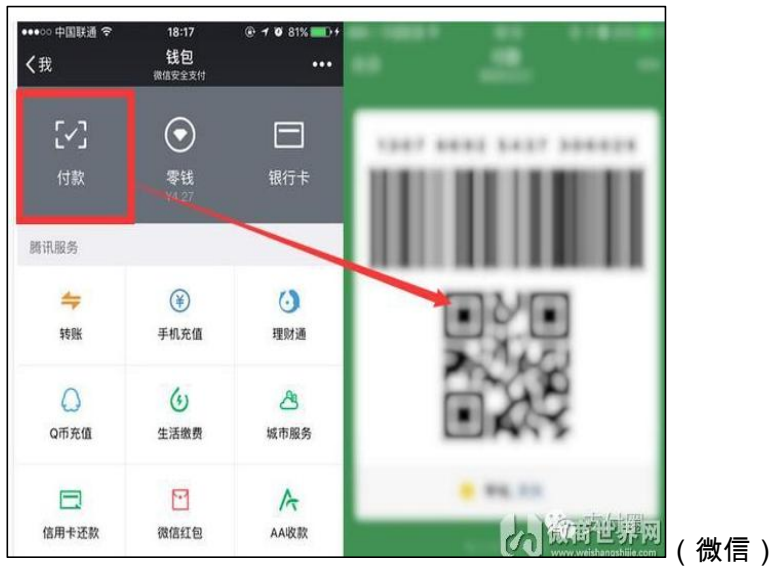 中国联通 18:17 81%
我 钱包
微信安全支付
付款 零钱 银行卡
¥4.27
腾讯服务
转账 手机充值 理财通
Q币充值 生活缴费 城市服务
信用卡还款 微信红包 AA收款
支付圈
微商世界网
www.weishangshijie.com
（微信）